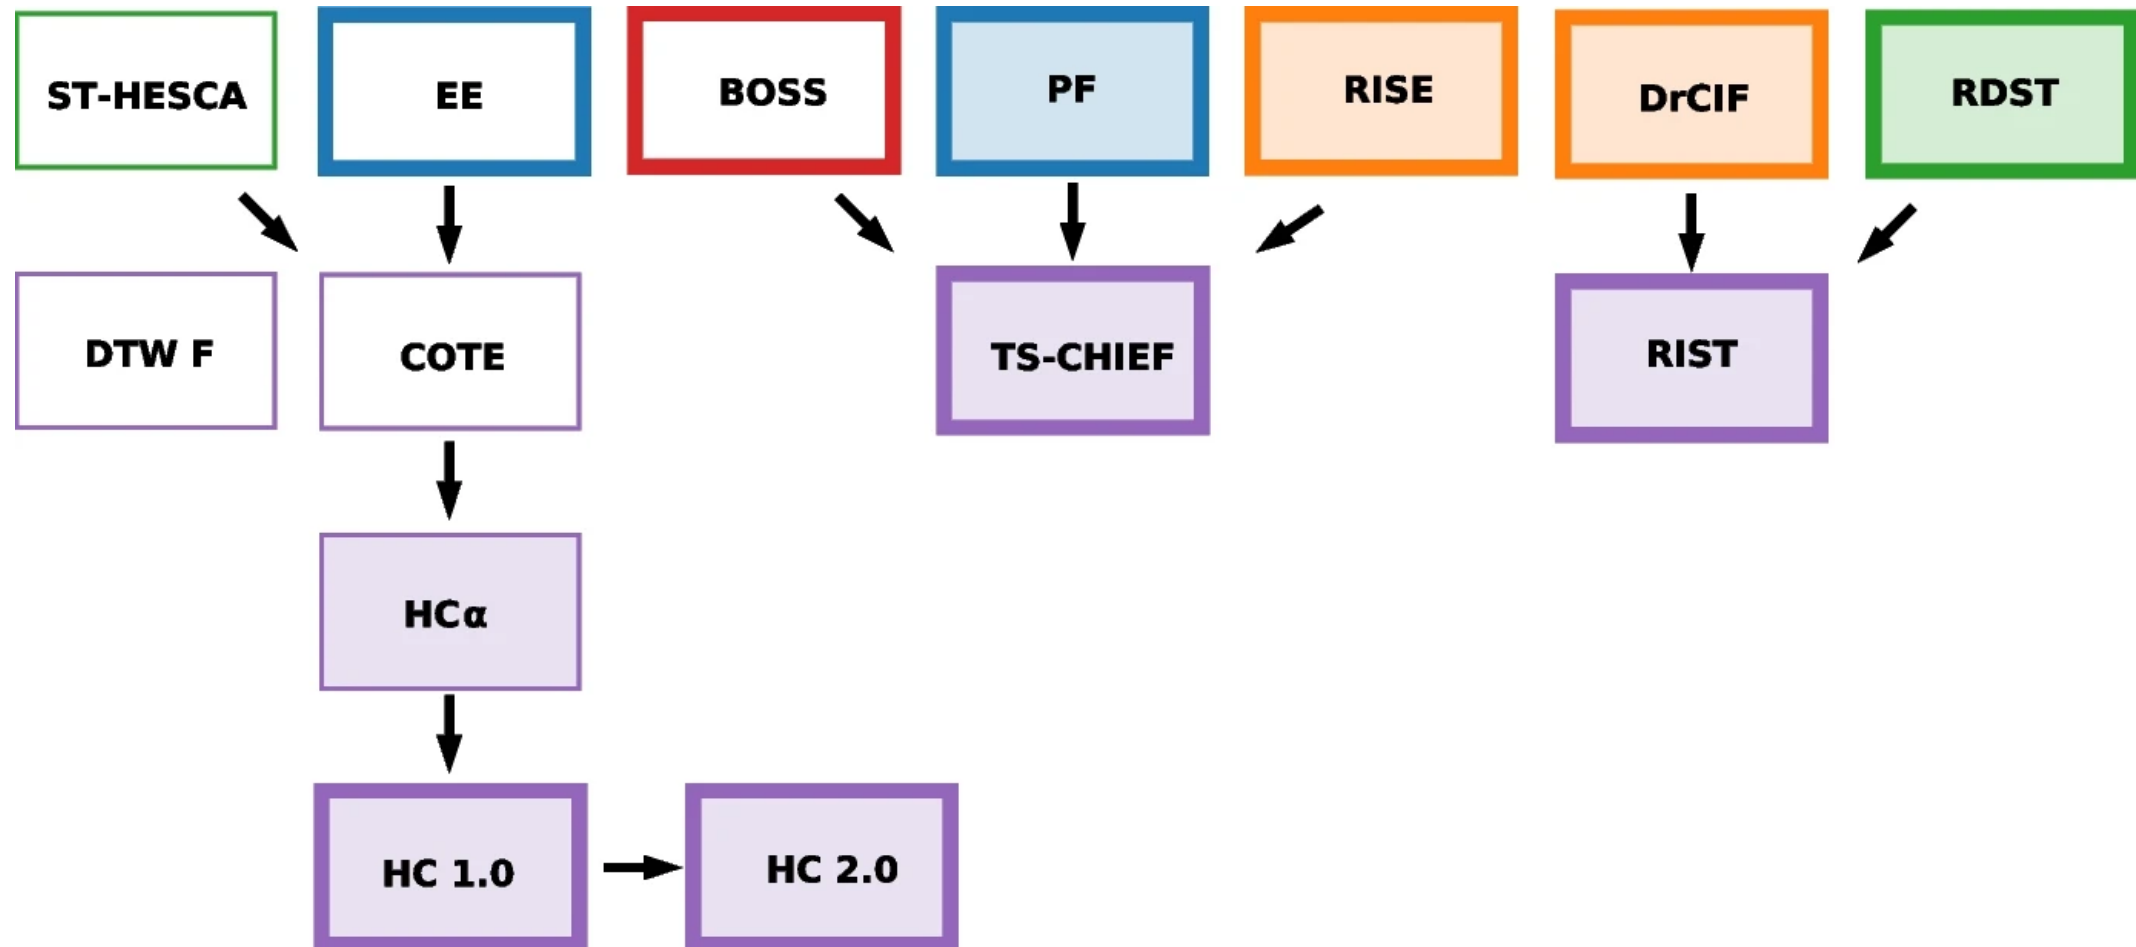 ST-HESCA
EE
BOSS
PF
RISE
DrCIF
RDST
DTW F
COTE
TS-CHIEF
RIST
HCα
HC 1.0
HC 2.0